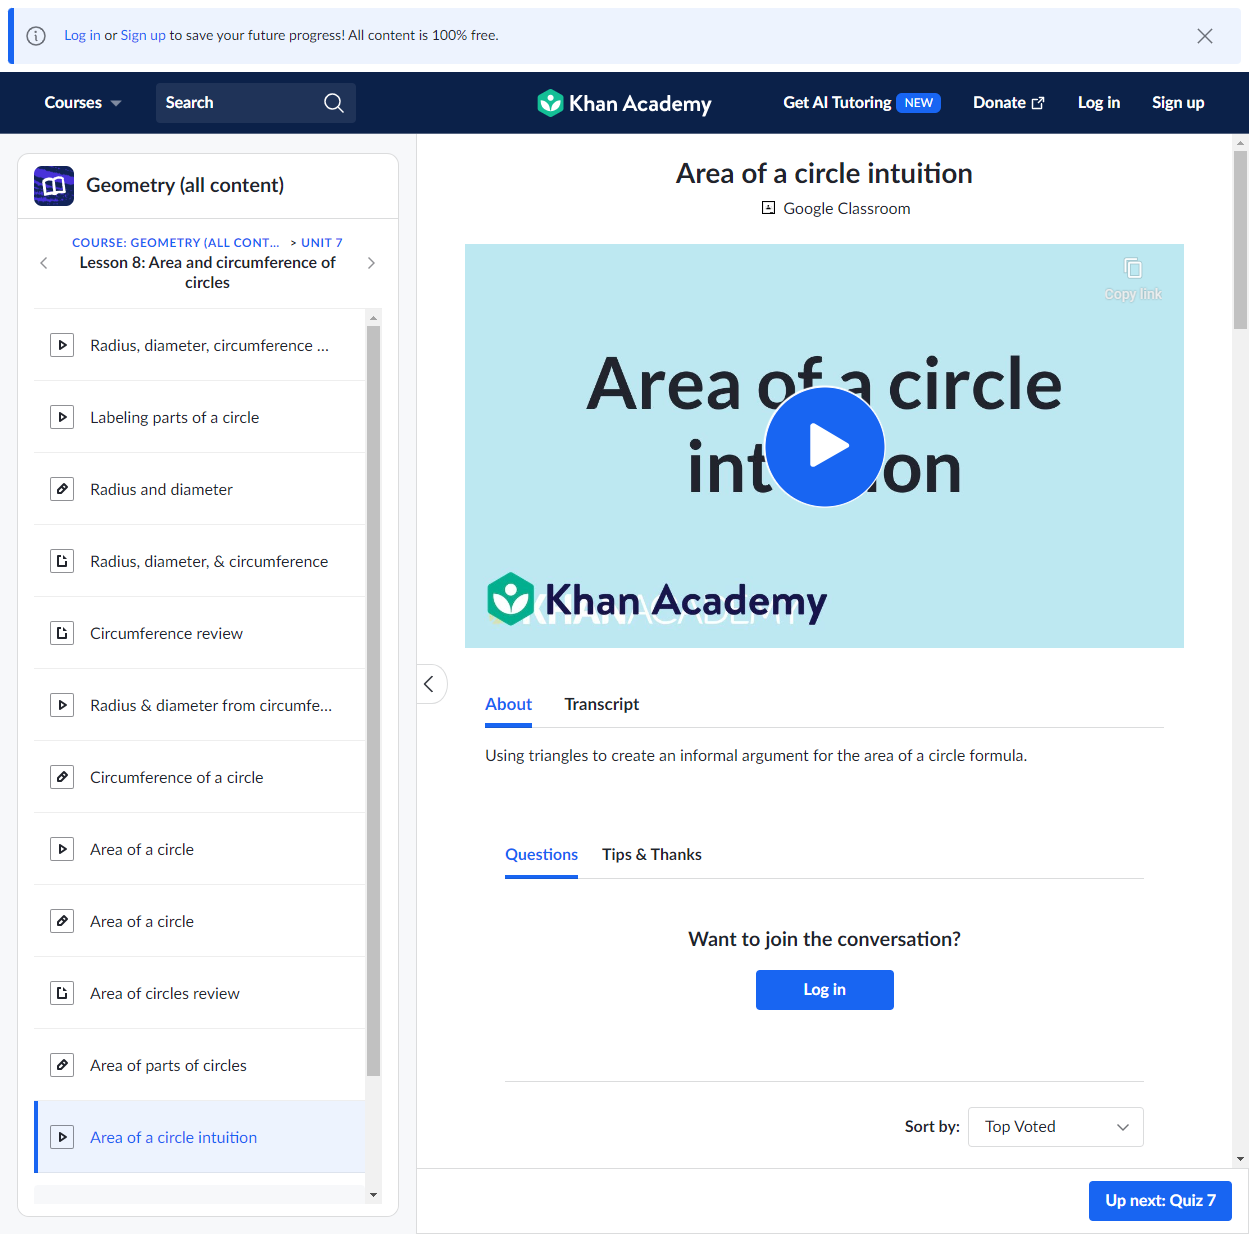 Log in or Sign up to save your future progress! All content is 100% free.
Courses
Search
Khan Academy
Get AI Tutoring NEW
Donate
Log in
Sign up
Geometry (all content)
COURSE: GEOMETRY (ALL CONT... > UNIT 7
Lesson 8: Area and circumference of
circles
Radius, diameter, circumference ...
Labeling parts of a circle
Radius and diameter
Radius, diameter, & circumference
Circumference review
Radius & diameter from circumfe...
Circumference of a circle
Area of a circle
Area of a circle
Area of circles review
Area of parts of circles
Area of a circle intuition
Area of a circle intuition
Google Classroom
Copy link
Area of a circle
Khan Academy
KHANACADEMY
About
Transcript
Using triangles to create an informal argument for the area of a circle formula.
Questions
Tips & Thanks
Want to join the conversation?
Log in
Sort by:
Top Voted
Up next: Quiz 7